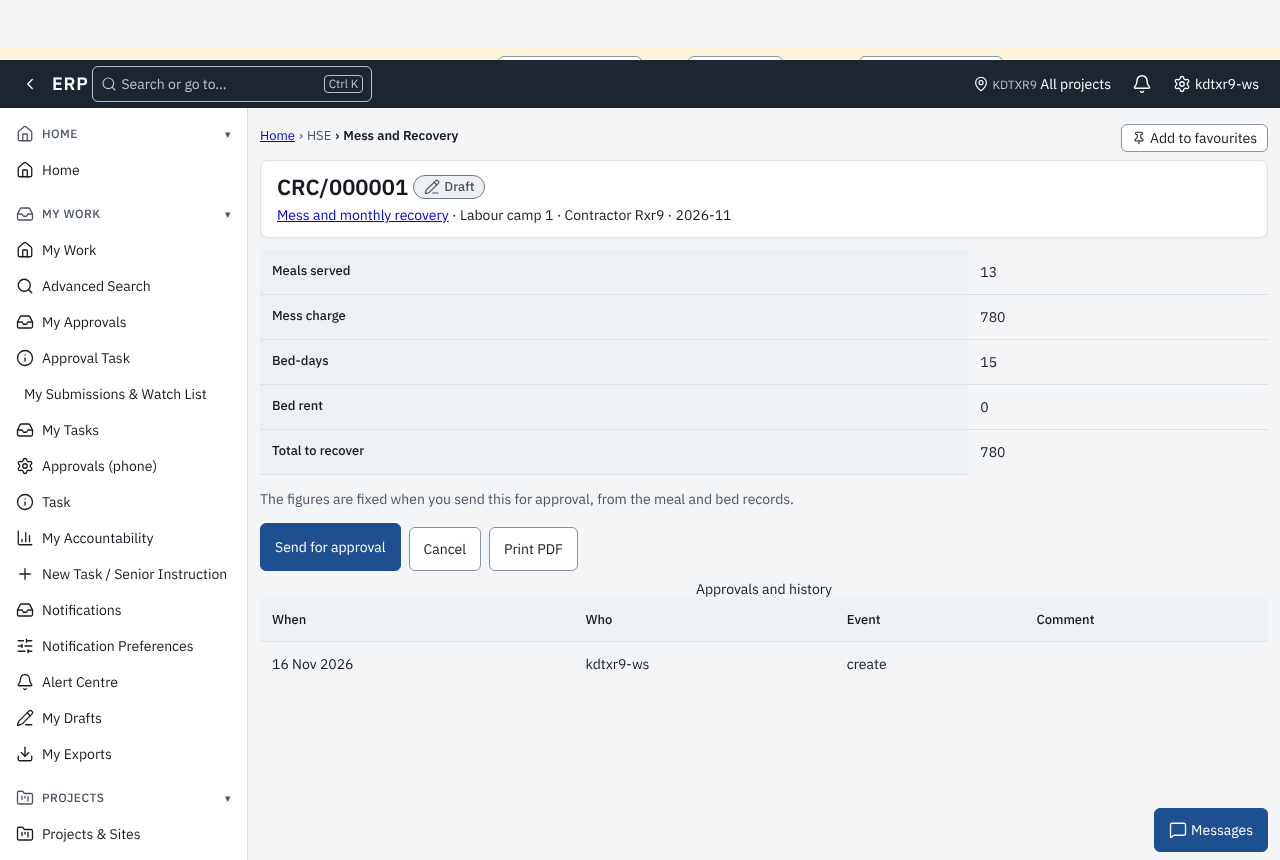 ERP
Search or go to...
Ctrl K
KDTXR9 All projects
kdtxr9-ws
HOME
Home
MY WORK
My Work
Advanced Search
My Approvals
Approval Task
My Submissions & Watch List
My Tasks
Approvals (phone)
Task
My Accountability
New Task / Senior Instruction
Notifications
Notification Preferences
Alert Centre
My Drafts
My Exports
PROJECTS
Projects & Sites
Home › HSE › Mess and Recovery
Add to favourites
CRC/000001 Draft
Mess and monthly recovery · Labour camp 1 · Contractor Rxr9 · 2026-11
Meals served 13
Mess charge 780
Bed-days 15
Bed rent 0
Total to recover 780
The figures are fixed when you send this for approval, from the meal and bed records.
Send for approval Cancel Print PDF
Approvals and history
When Who Event Comment
16 Nov 2026 kdtxr9-ws create
Messages